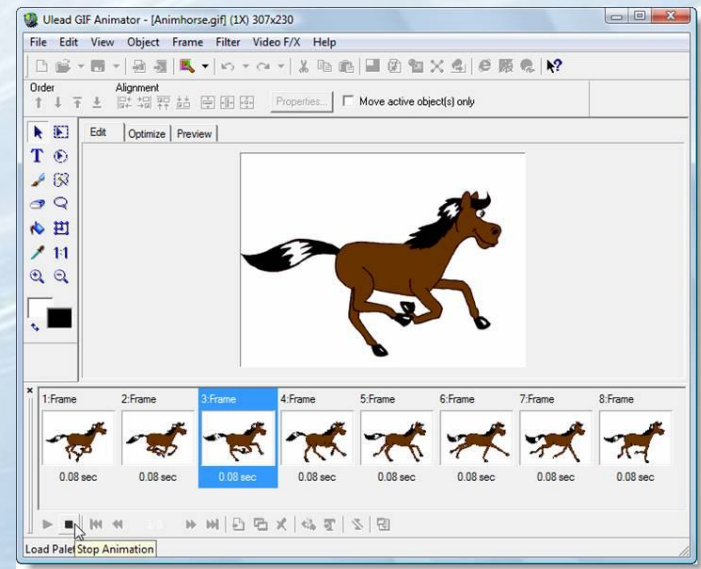 Ulead GIF Animator - [Animhorse.gif] (1X) 307x230
File Edit View Object Frame Filter Video F/X Help
Order Alignment
Properties... Move active object(s) only
Edit Optimize Preview
T
1:1
1:Frame 2:Frame 3:Frame 4:Frame 5:Frame 6:Frame 7:Frame 8:Frame
0.08 sec 0.08 sec 0.08 sec 0.08 sec 0.08 sec 0.08 sec 0.08 sec 0.08 sec
Load Palet Stop Animation